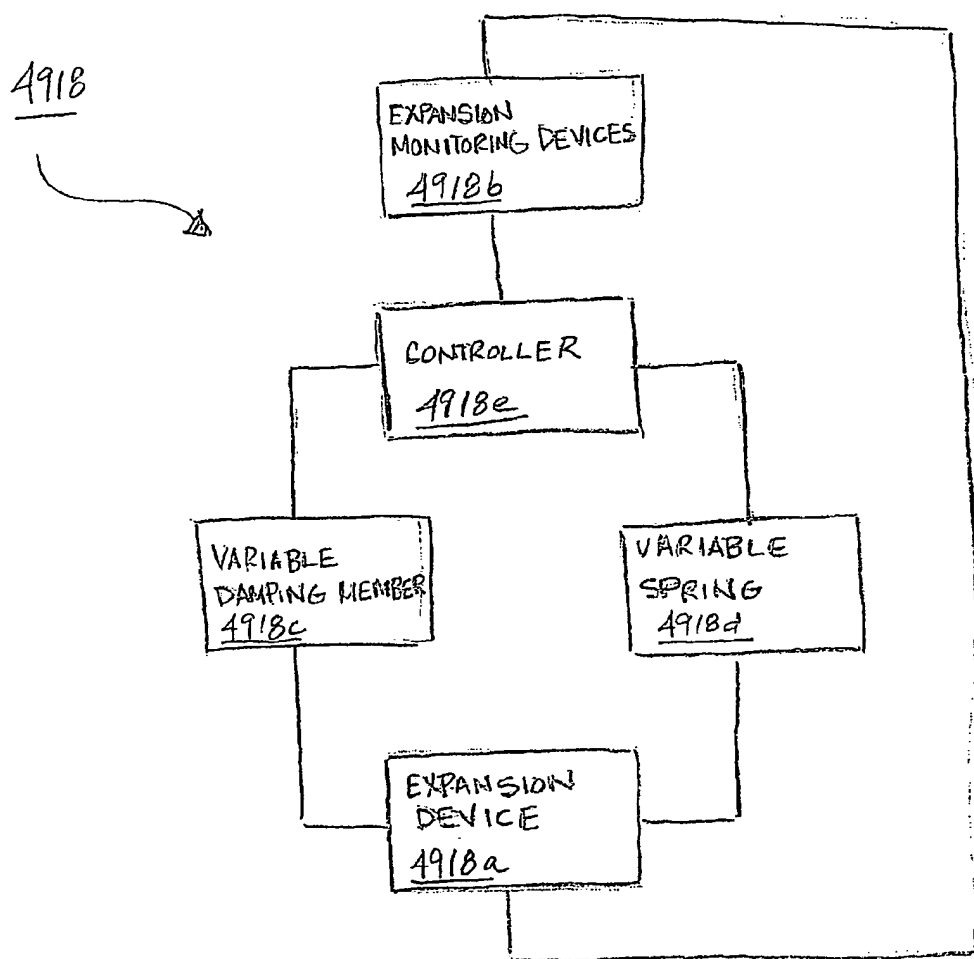 4918
EXPANSION
MONITORING DEVICES
4918b
CONTROLLER
4918e
VARIABLE
DAMPING MEMBER
4918c
VARIABLE
SPRING
4918d
EXPANSION
DEVICE
4918a